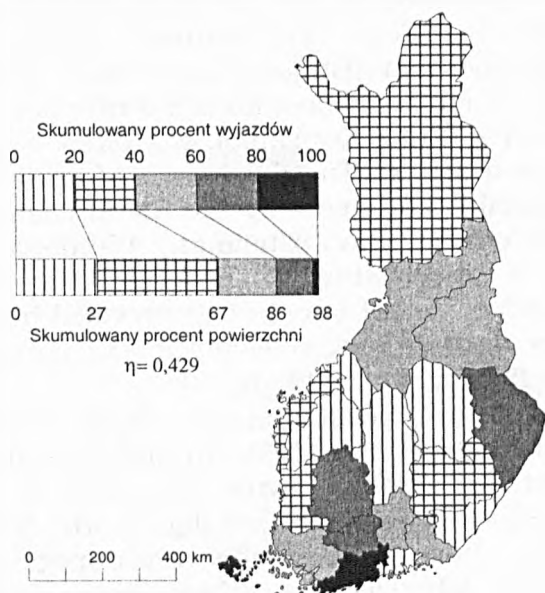 Skumulowany procent wyjazdów
0 20 40 60 80 100
0 27 67 86 98
Skumulowany procent powierzchni
η= 0,429
0 200 400 km